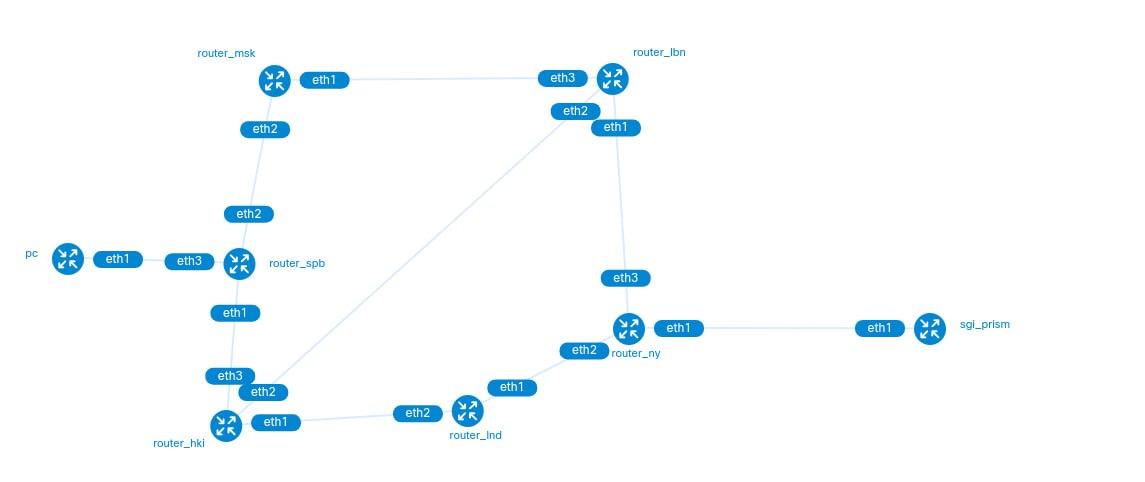 router_lbn
router_msk
eth3
eth1
eth2
eth1
eth2
eth2
pc
eth1
eth3
router_spb
eth3
eth1
eth1
eth1
sgi_prism
eth2
router_ny
eth3
eth1
eth2
eth2
eth1
router_lnd
router_hki